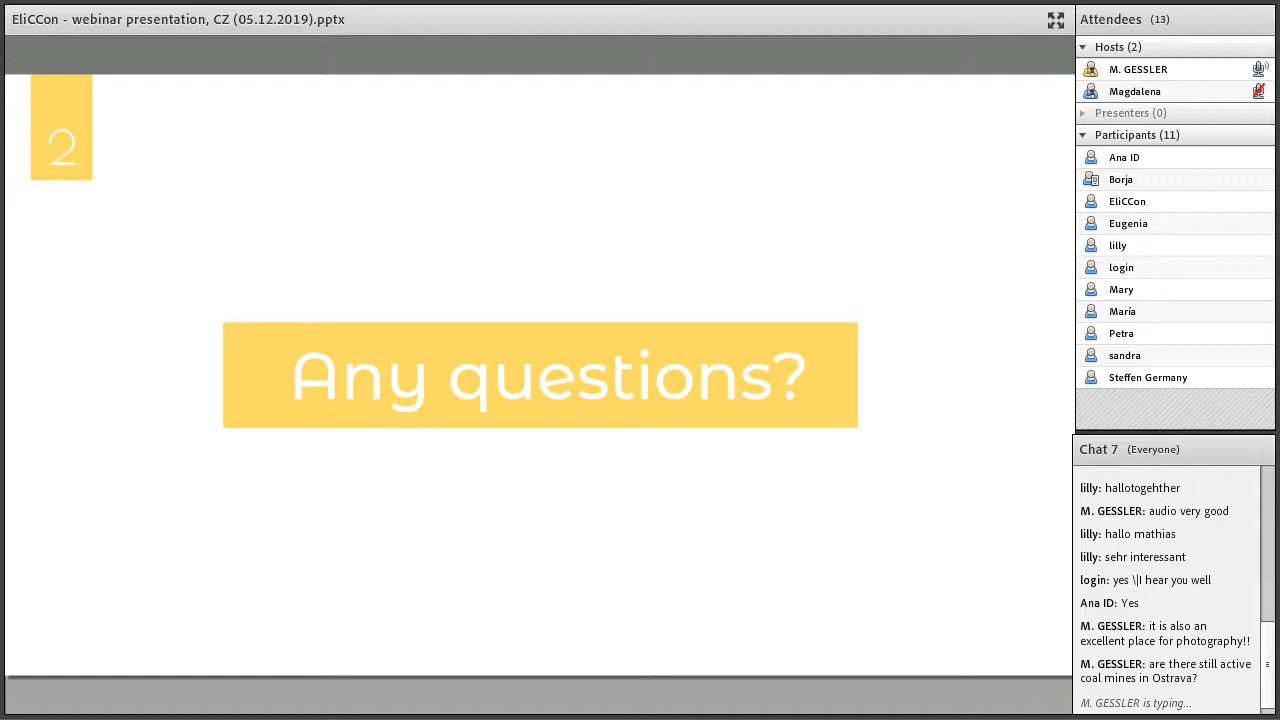 EliCCon - webinar presentation, CZ (05.12.2019).pptx
2
Any questions?
Attendees (13)
Hosts (2)
M. GESSLER
Magdalena
Presenters (0)
Participants (11)
Ana ID
Borja
EliCCon
Eugenia
lilly
login
Mary
María
Petra
sandra
Steffen Germany
Chat 7 (Everyone)
lilly: hallotogehther
M. GESSLER: audio very good
lilly: hallo mathias
lilly: sehr interessant
login: yes \|I hear you well
Ana ID: Yes
M. GESSLER: it is also an
excellent place for photography!!
M. GESSLER: are there still active
coal mines in Ostrava?
M. GESSLER is typing...